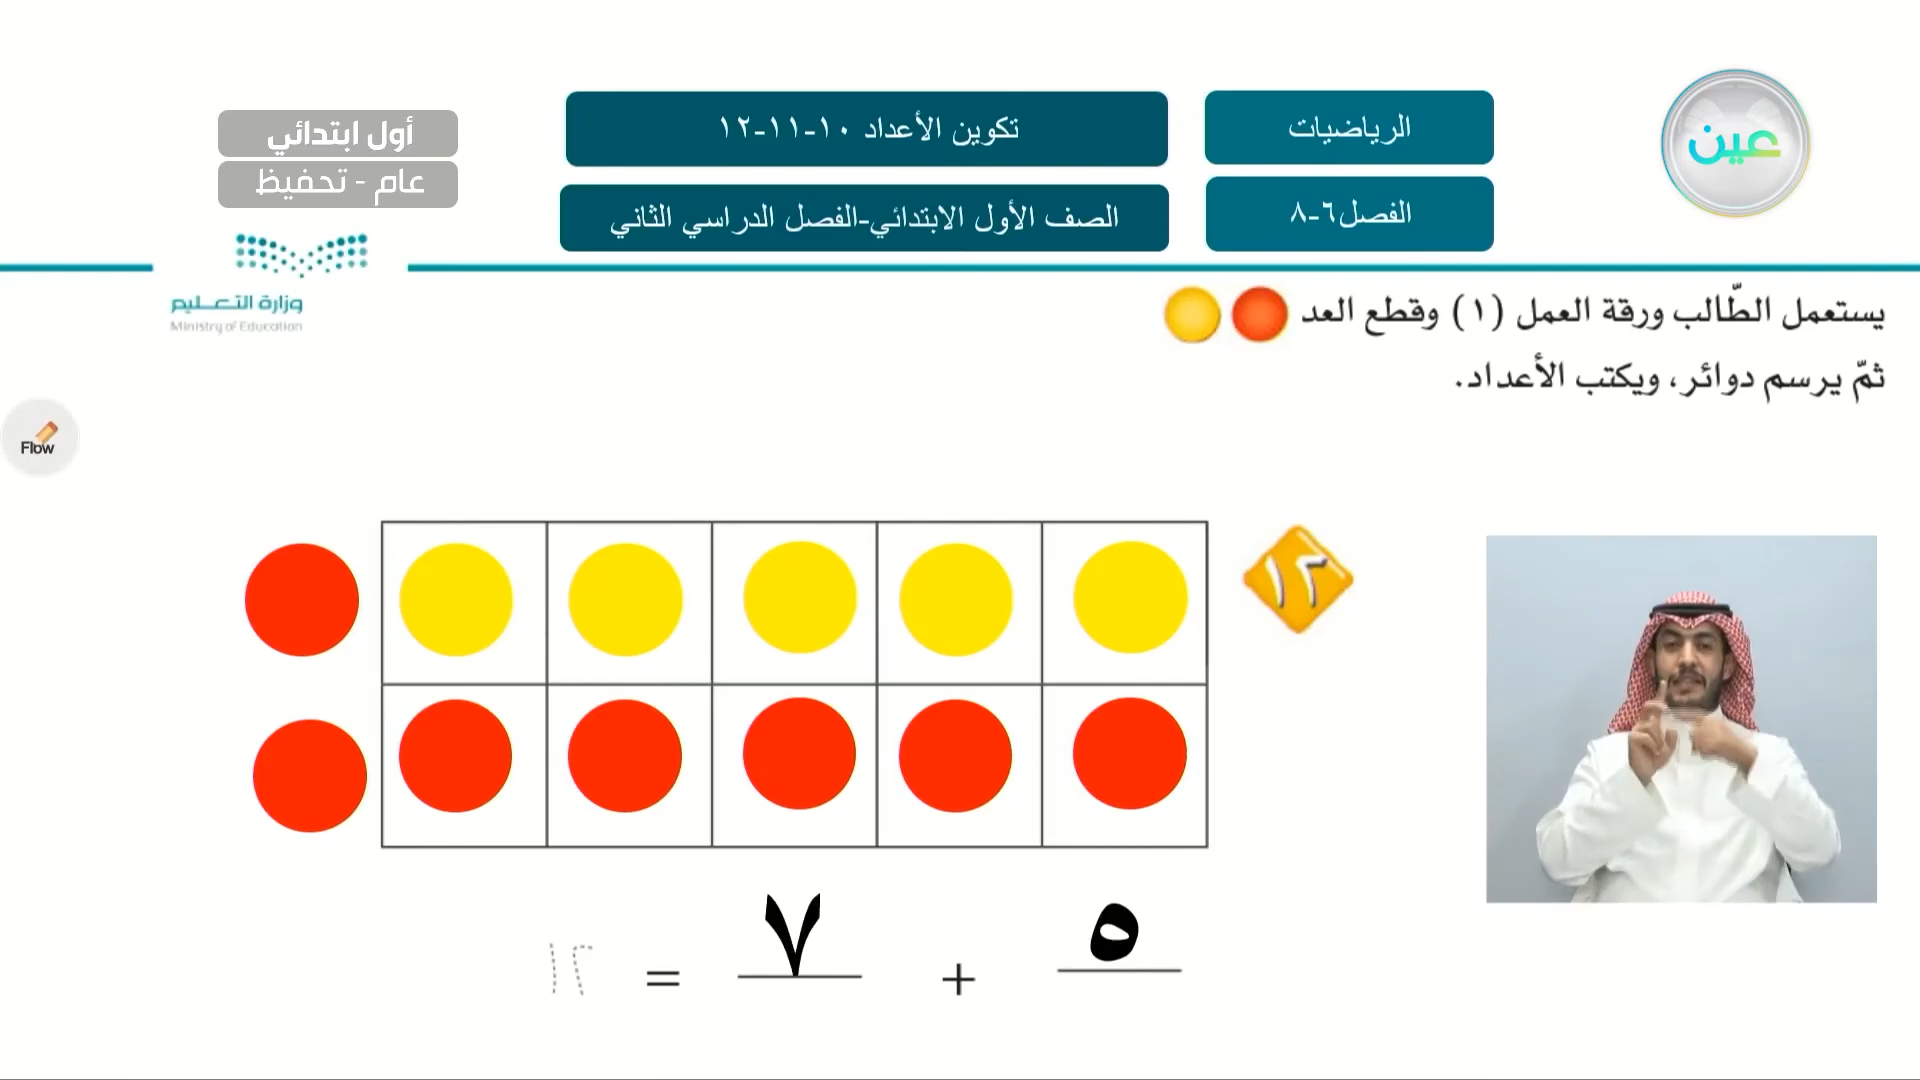 عين
الرياضيات
تكوين الأعداد ١٠-١١-١٢
أول ابتدائي
عام - تحفيظ
الفصل٦-٨
الصف الأول الابتدائي-الفصل الدراسي الثاني
وزارة التعليم
Ministry of Education
يستعمل الطّالب ورقة العمل (١) وقطع العد
ثمّ يرسم دوائر، ويكتب الأعداد.
Flow
١٢
٥ + ٧ = ١٢